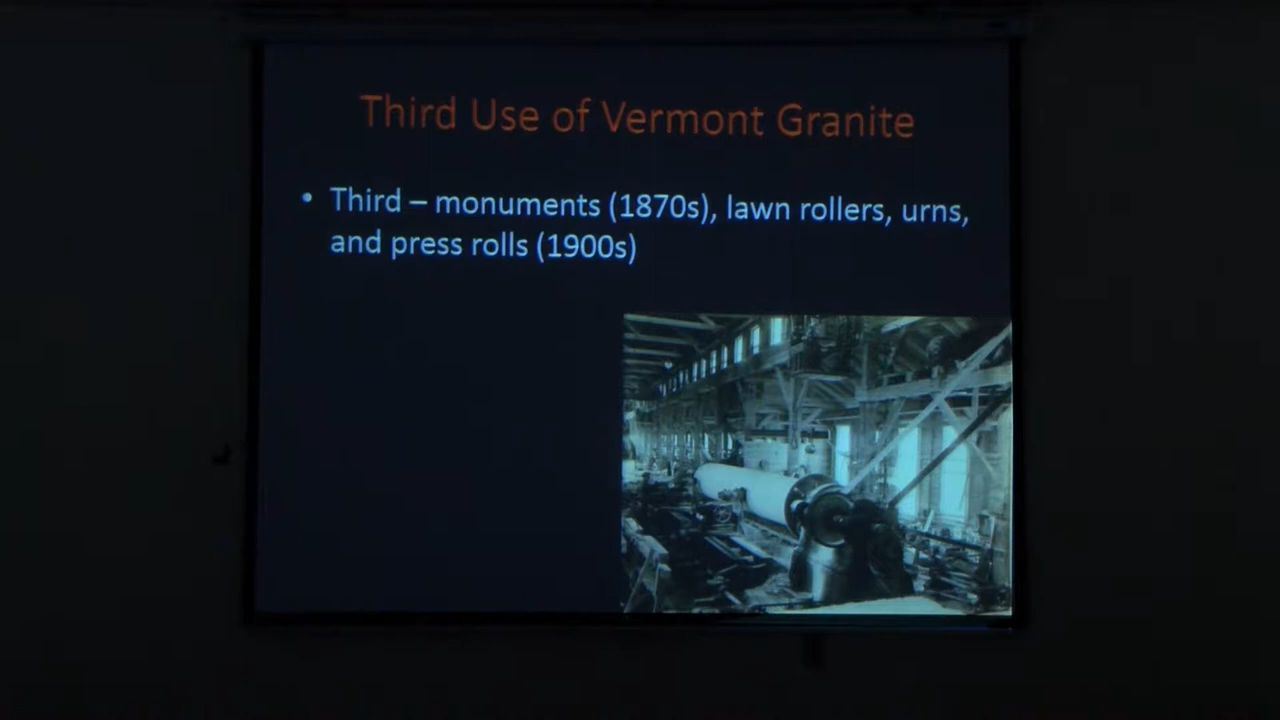 Third Use of Vermont Granite
• Third – monuments (1870s), lawn rollers, urns,
and press rolls (1900s)